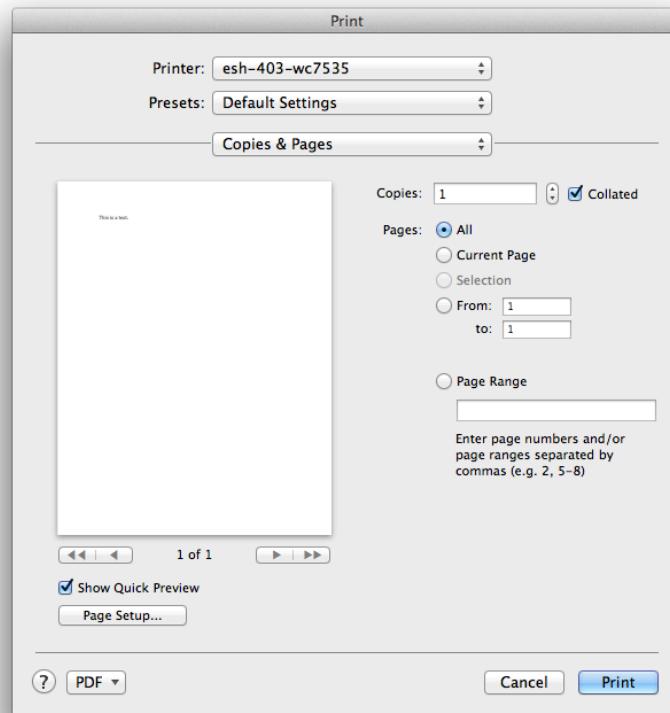 Print
Printer: esh-403-wc7535
Presets: Default Settings
Copies & Pages
This is a test.
Copies: 1 Collated
Pages: All
Current Page
Selection
From: 1
to: 1
Page Range
Enter page numbers and/or
page ranges separated by
commas (e.g. 2, 5-8)
1 of 1
Show Quick Preview
Page Setup...
? PDF Cancel Print